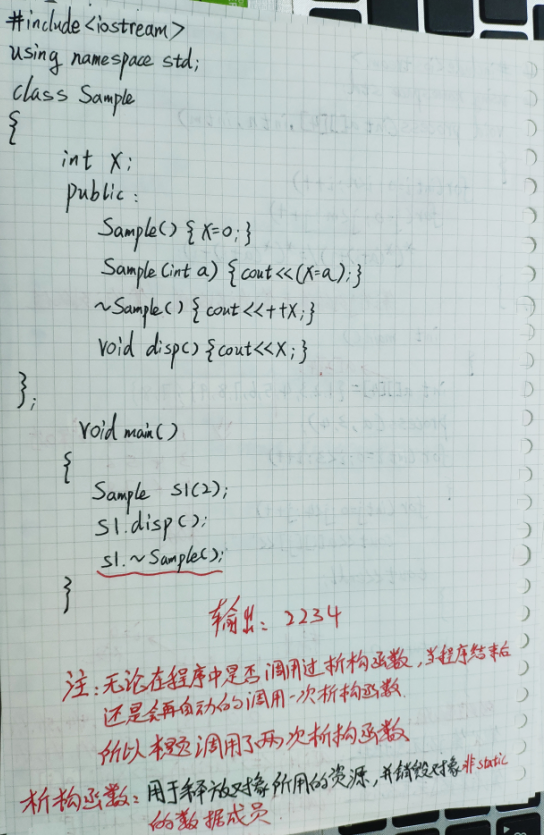 #include<iostream>
using namespace std;
class Sample
{
int X;
public:
Sample(){X=0;}
Sample(int a){cout<<(X=a);}
~Sample(){cout<<++X;}
void disp(){cout<<X;}
};
void main()
{
Sample S1(2);
S1.disp();
S1.~Sample();
}
输出: 2234
注:无论在程序中是否调用过析构函数,当程序结束后
还是会再自动的调用一次析构函数
所以本题调用了两次析构函数
析构函数:用于释放对象所用的资源,并销毁对象非static
的数据成员